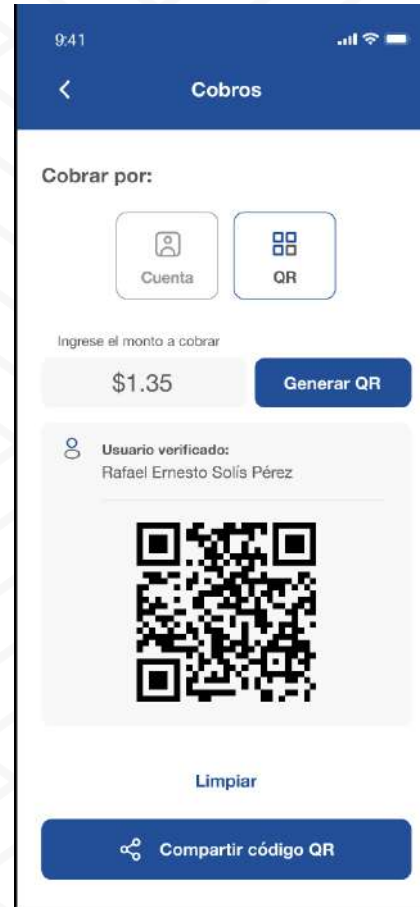 9:41
Cobros
Cobrar por:
Cuenta
QR
Ingrese el monto a cobrar
$1.35
Generar QR
Usuario verificado:
Rafael Ernesto Solís Pérez
Limpiar
Compartir código QR